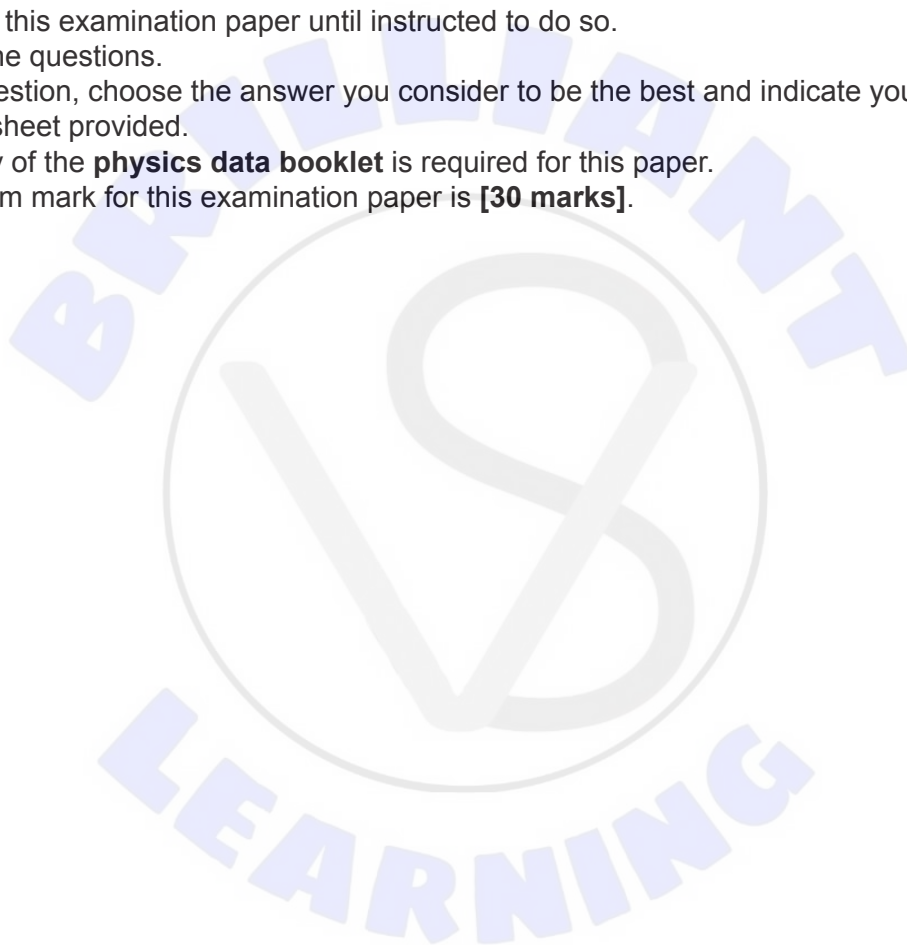 this examination paper until instructed to do so.
ne questions.
estion, choose the answer you consider to be the best and indicate you
sheet provided.
y of the physics data booklet is required for this paper.
m mark for this examination paper is [30 marks].
BRILLIANT
VS
LEARNING